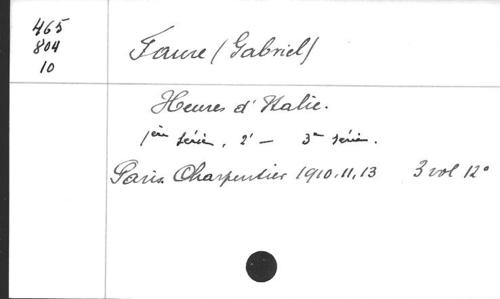 465
804
10
Faure (Gabriel)
Heures d'Italie.
1ère série, 2e — 3me série.
Paris Charpentier 1910, 11, 13 3 vol 12°